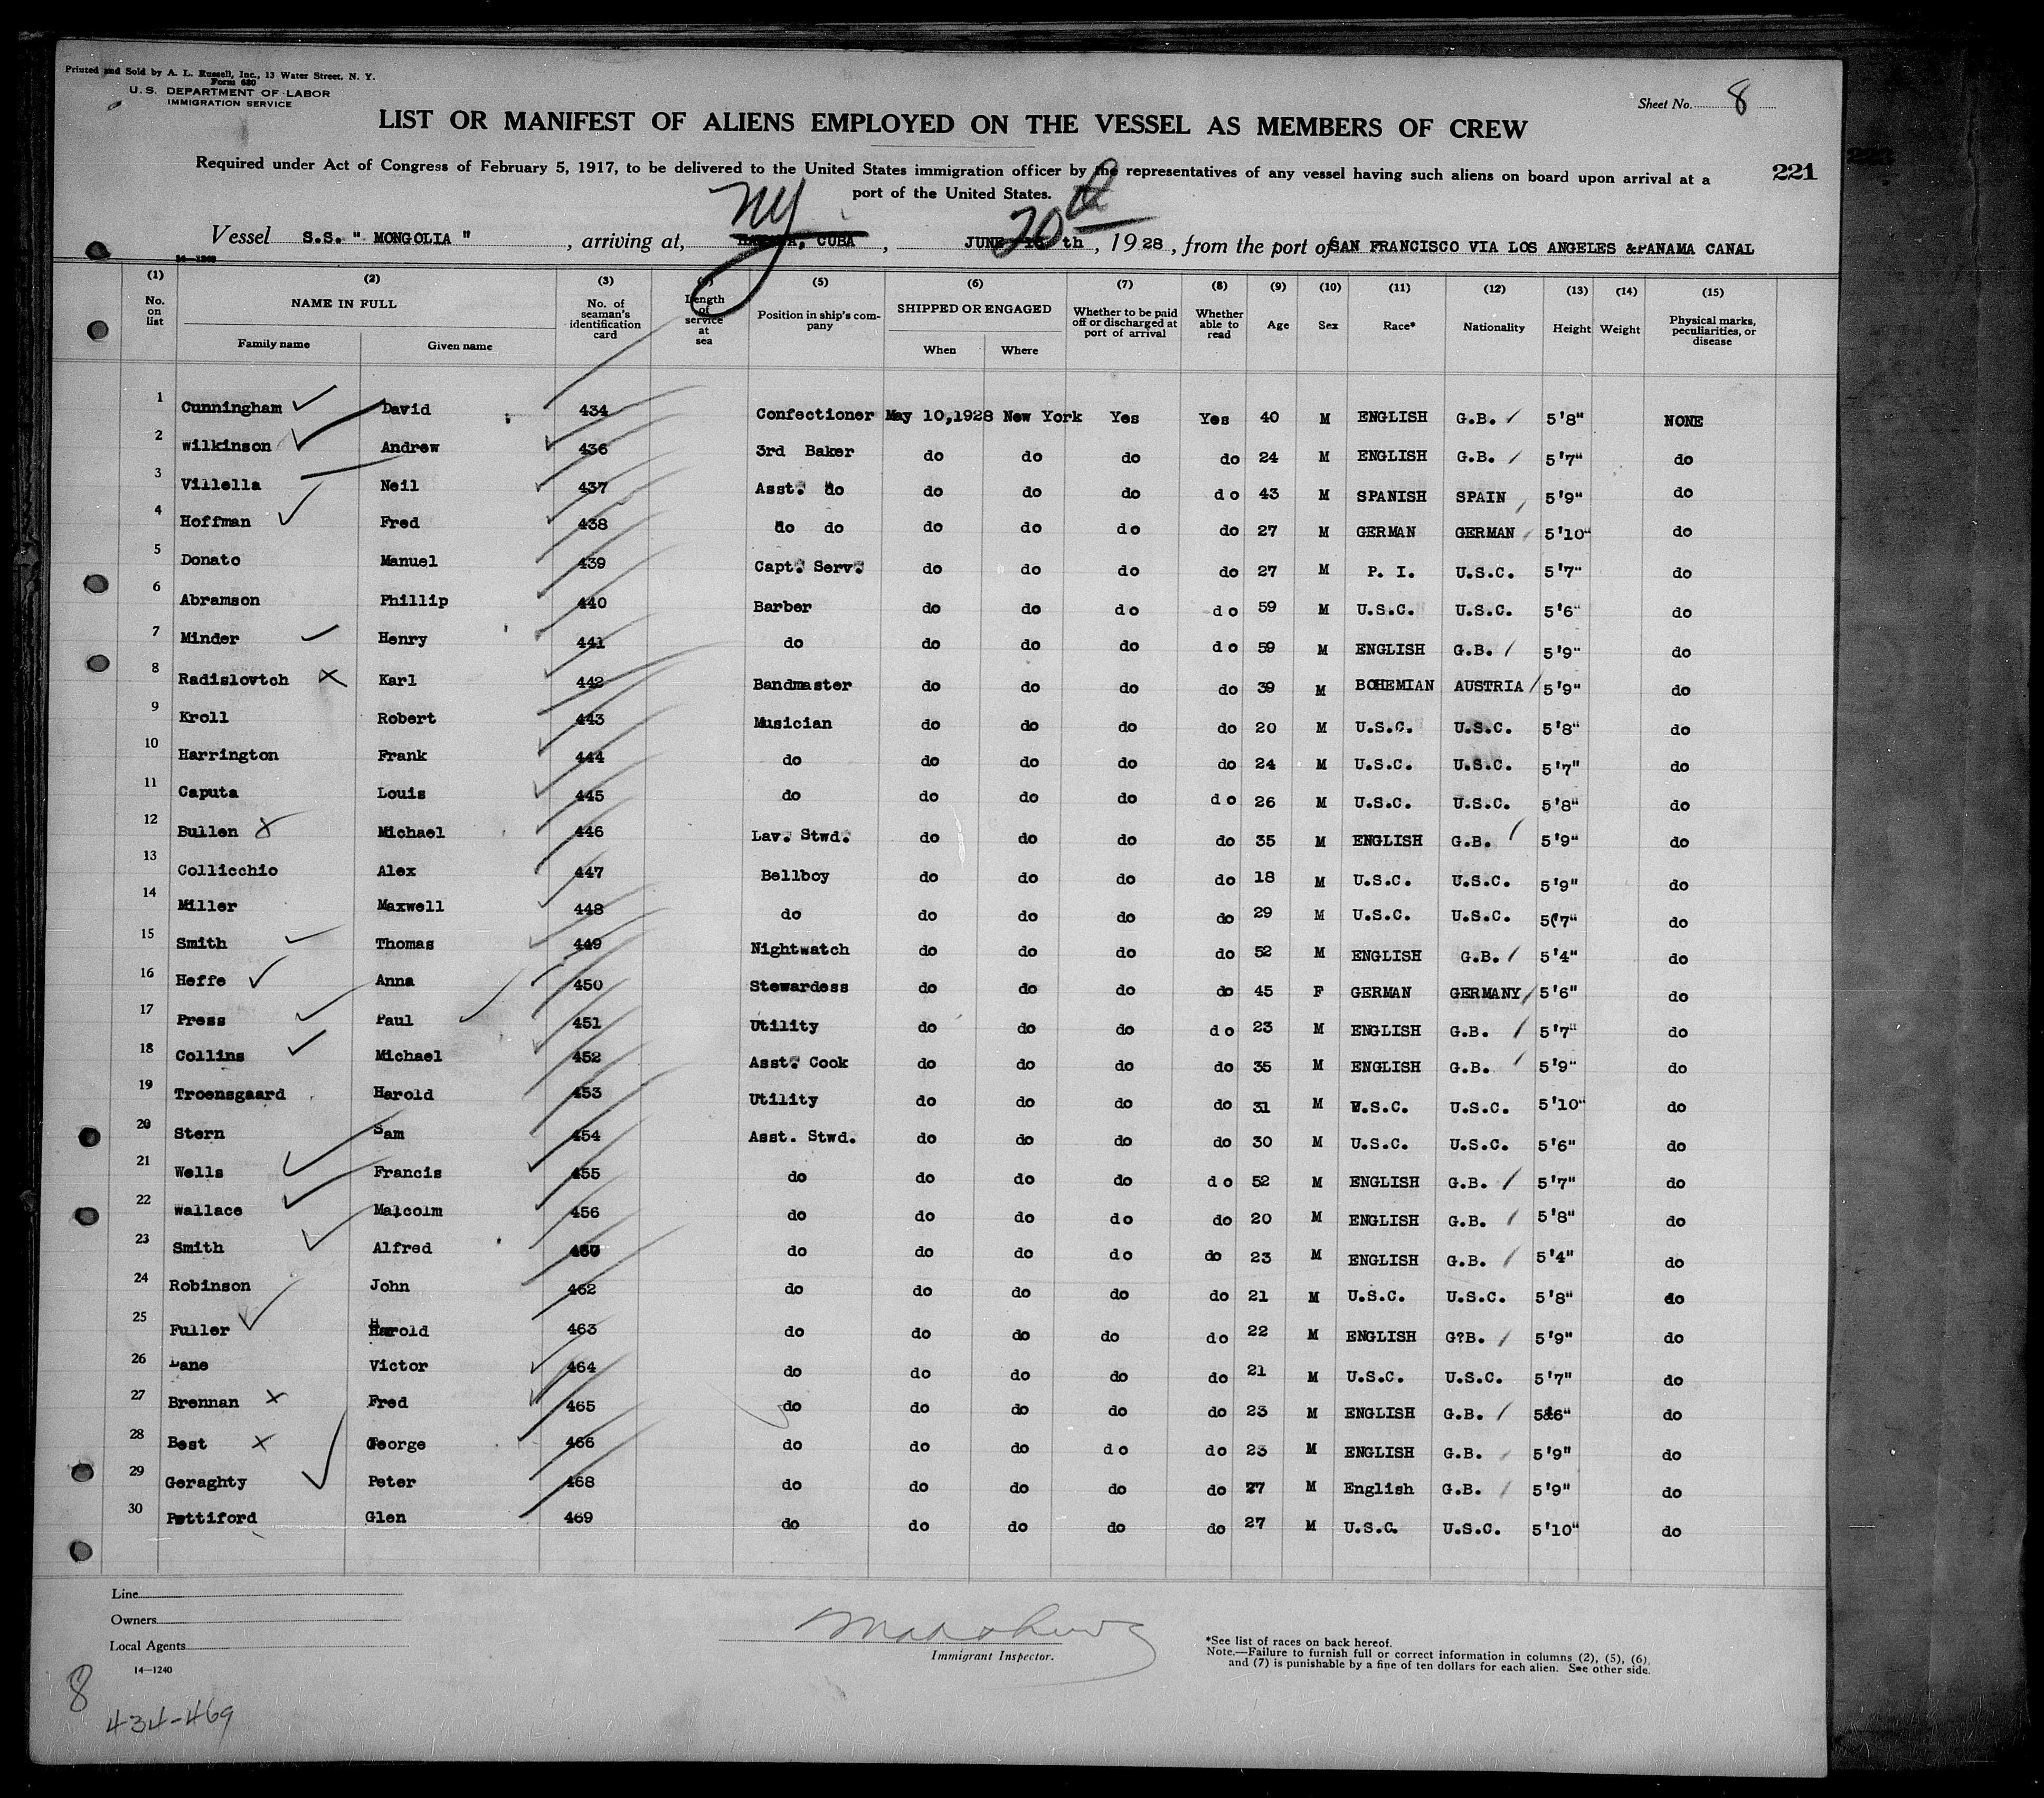 Printed and Sold by A. L. Russell, Inc., 13 Water Street, N. Y.
Form 680
U. S. DEPARTMENT OF LABOR
IMMIGRATION SERVICE
Sheet No. 8
LIST OR MANIFEST OF ALIENS EMPLOYED ON THE VESSEL AS MEMBERS OF CREW
Required under Act of Congress of February 5, 1917, to be delivered to the United States immigration officer by the representatives of any vessel having such aliens on board upon arrival at a
port of the United States.
221
NY 20th
Vessel S.S. " MONGOLIA " , arriving at, HAVANA, CUBA , JUNE th , 1928 , from the port of SAN FRANCISCO VIA LOS ANGELES &PANAMA CANAL
14—1240
(1) (2) (3) (4) (5) (6) (7) (8) (9) (10) (11) (12) (13) (14) (15)
No. on list NAME IN FULL Family name Given name No. of seaman's identification card Length of service at sea Position in ship's company SHIPPED OR ENGAGED When Where Whether to be paid off or discharged at port of arrival Whether able to read Age Sex Race* Nationality Height Weight Physical marks, peculiarities, or disease
1 Cunningham David 434 Confectioner May 10,1928 New York Yes Yes 40 M ENGLISH G.B. 5'8" NONE
2 Wilkinson Andrew 436 3rd Baker do do do do 24 M ENGLISH G.B. 5'7" do
3 Villella Neil 437 Asst. do do do do do 43 M SPANISH SPAIN 5'9" do
4 Hoffman Fred 438 do do do do do do 27 M GERMAN GERMAN 5'10" do
5 Donato Manuel 439 Capt. Serv. do do do do 27 M P. I. U.S.C. 5'7" do
6 Abramson Phillip 440 Barber do do do do 59 M U.S.C. U.S.C. 5'6" do
7 Minder Henry 441 do do do do do 59 M ENGLISH G.B. 5'9" do
8 Radislovtch Karl 442 Bandmaster do do do do 39 M BOHEMIAN AUSTRIA 5'9" do
9 Kroll Robert 443 Musician do do do do 20 M U.S.C. U.S.C. 5'8" do
10 Harrington Frank 444 do do do do do 24 M U.S.C. U.S.C. 5'7" do
11 Caputa Louis 445 do do do do do 26 M U.S.C. U.S.C. 5'8" do
12 Bullen Michael 446 Lav. Stwd. do do do do 35 M ENGLISH G.B. 5'9" do
13 Collicchio Alex 447 Bellboy do do do do 18 M U.S.C. U.S.C. 5'9" do
14 Miller Maxwell 448 do do do do do 29 M U.S.C. U.S.C. 5(7" do
15 Smith Thomas 449 Nightwatch do do do do 52 M ENGLISH G.B. 5'4" do
16 Heffe Anna 450 Stewardess do do do do 45 F GERMAN GERMANY 5'6" do
17 Press Paul 451 Utility do do do do 23 M ENGLISH G.B. 5'7" do
18 Collins Michael 452 Asst. Cook do do do do 35 M ENGLISH G.B. 5'9" do
19 Troensgaard Harold 453 Utility do do do do 31 M U.S.C. U.S.C. 5'10" do
20 Stern Sam 454 Asst. Stwd. do do do do 30 M U.S.C. U.S.C. 5'6" do
21 Wells Francis 455 do do do do do 52 M ENGLISH G.B. 5'7" do
22 Wallace Malcolm 456 do do do do do 20 M ENGLISH G.B. 5'8" do
23 Smith Alfred do do do do do 23 M ENGLISH G.B. 5'4" do
24 Robinson John 462 do do do do do 21 M U.S.C. U.S.C. 5'8" do
25 Fuller Harold 463 do do do do do 22 M ENGLISH G?B. 5'9" do
26 Lane Victor 464 do do do do do 21 M U.S.C. U.S.C. 5'7" do
27 Brennan Fred 465 do do do do do 23 M ENGLISH G.B. 5&6" do
28 Best George 466 do do do do do 23 M ENGLISH G.B. 5'9" do
29 Geraghty Peter 468 do do do do do 27 M English G.B. 5'9" do
30 Pettiford Glen 469 do do do do do 27 M U.S.C. U.S.C. 5'10" do
Line
Owners
Local Agents
14—1240
Immigrant Inspector.
*See list of races on back hereof.
Note.—Failure to furnish full or correct information in columns (2), (5), (6),
and (7) is punishable by a fine of ten dollars for each alien. See other side.
8
434-469